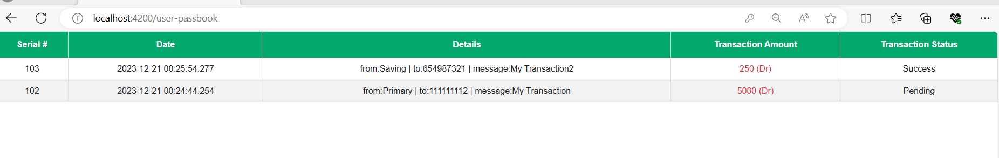 localhost:4200/user-passbook
Serial # Date Details Transaction Amount Transaction Status
103 2023-12-21 00:25:54.277 from:Saving | to:654987321 | message:My Transaction2 250 (Dr) Success
102 2023-12-21 00:24:44.254 from:Primary | to:111111112 | message:My Transaction 5000 (Dr) Pending